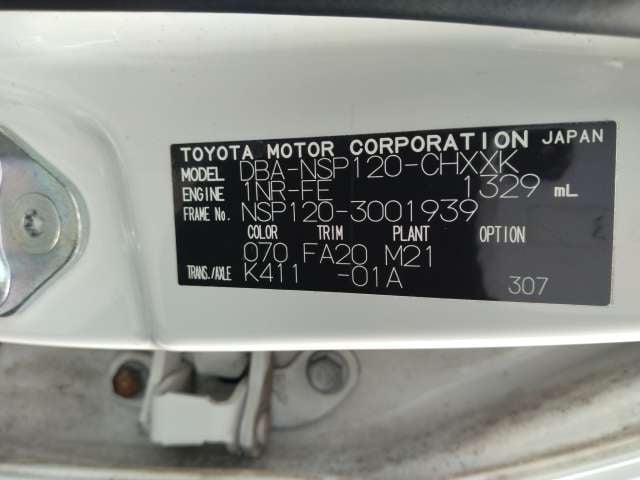 TOYOTA MOTOR CORPORATION JAPAN
MODEL DBA-NSP120-CHXXK
ENGINE 1NR-FE 1329 mL
FRAME No. NSP120-3001939
COLOR TRIM PLANT OPTION
070 FA20 M21
TRANS./AXLE K411 -01A 307